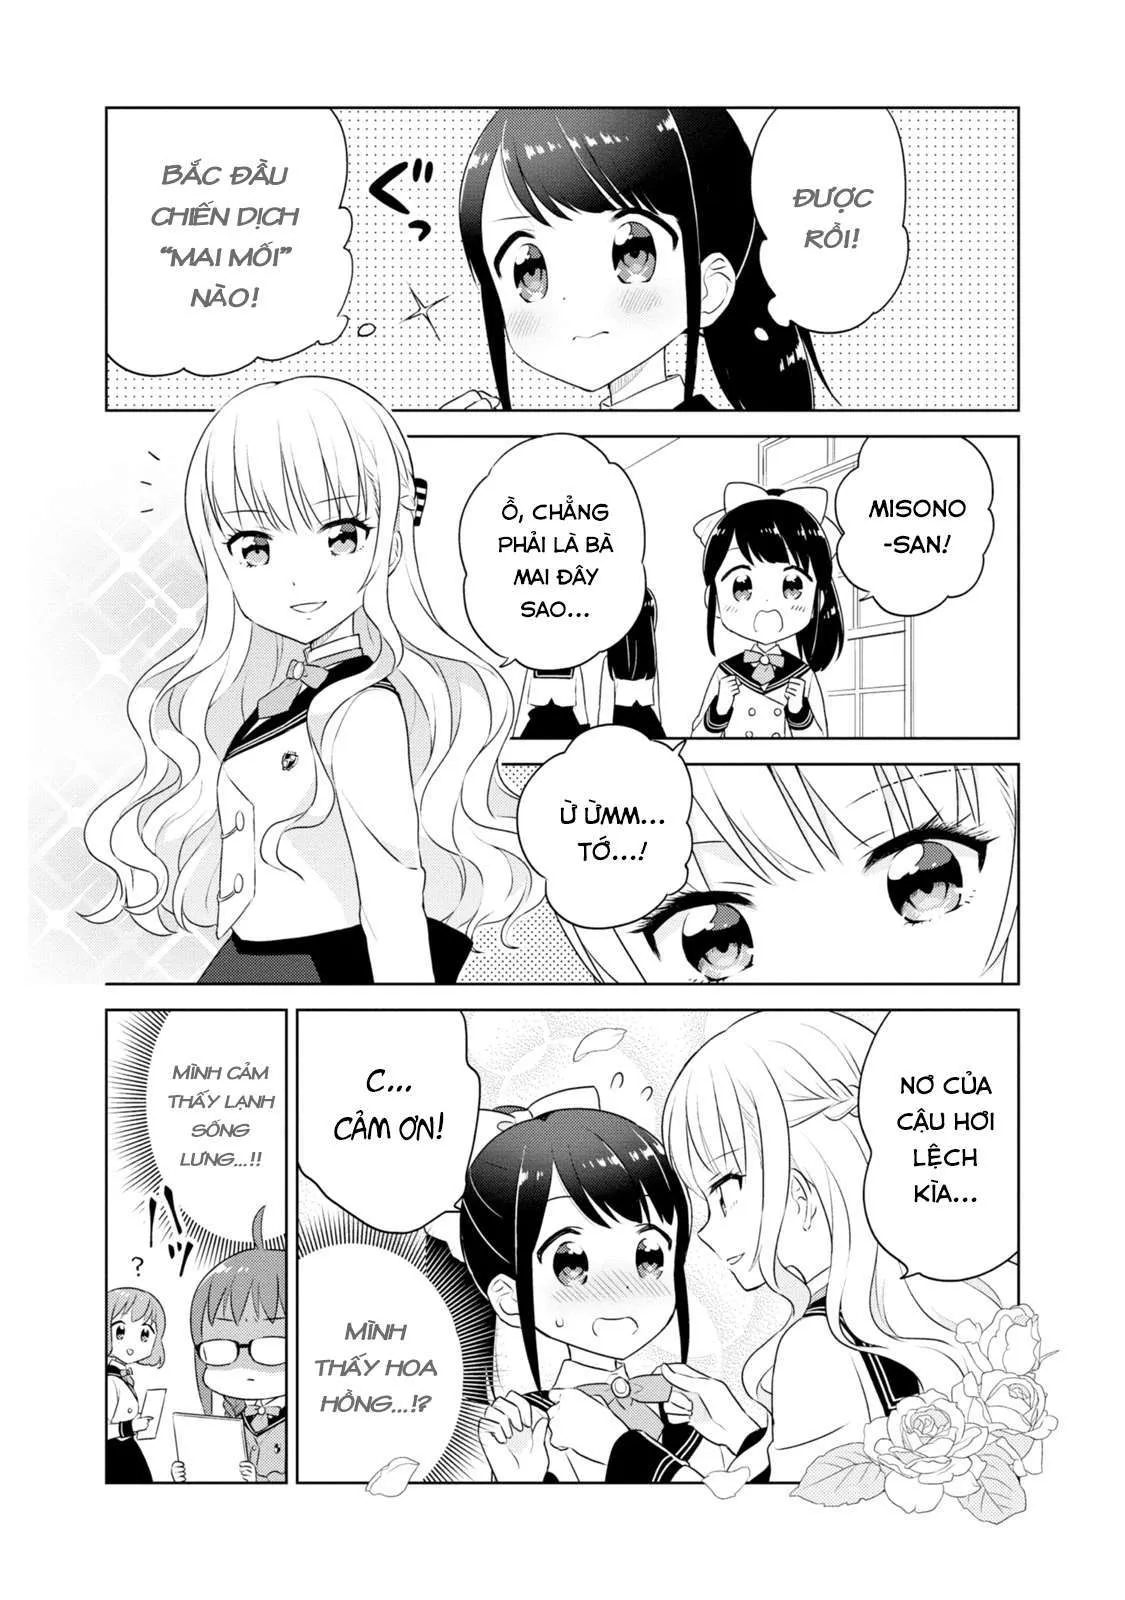 ĐƯỢC
RỒI!
ぐっ
BẮC ĐẦU
CHIẾN DỊCH
“MAI MỐI”
NÀO!
MISONO
-SAN!
Ồ, CHẲNG
PHẢI LÀ BÀ
MAI ĐÂY
SAO...
Ừ ỪMM...
TỚ...!
NƠ CỦA
CẬU HƠI
LỆCH
KÌA...
C...
CẢM ƠN!
MÌNH
THẤY HOA
HỒNG...!?
MÌNH CẢM
THẤY LẠNH
SỐNG
LƯNG...!!
?